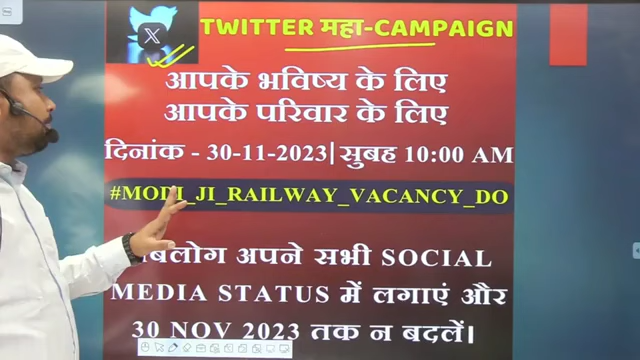 TWITTER महा-CAMPAIGN
आपके भविष्य के लिए
आपके परिवार के लिए
दिनांक - 30-11-2023| सुबह 10:00 AM
#MODI_JI_RAILWAY_VACANCY_DO
अपने सभी SOCIAL
MEDIA STATUS में लगाएं और
30 NOV 2023 तक न बदलें।